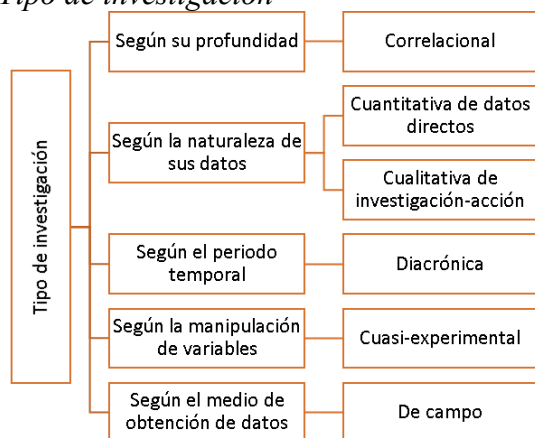 Tipo de investigación
Según su profundidad
Correlacional
Cuantitativa de datos
directos
Según la naturaleza de
sus datos
Cualitativa de
investigación-acción
Tipo de investigación
Según el periodo
temporal
Diacrónica
Según la manipulación
de variables
Cuasi-experimental
Según el medio de
obtención de datos
De campo